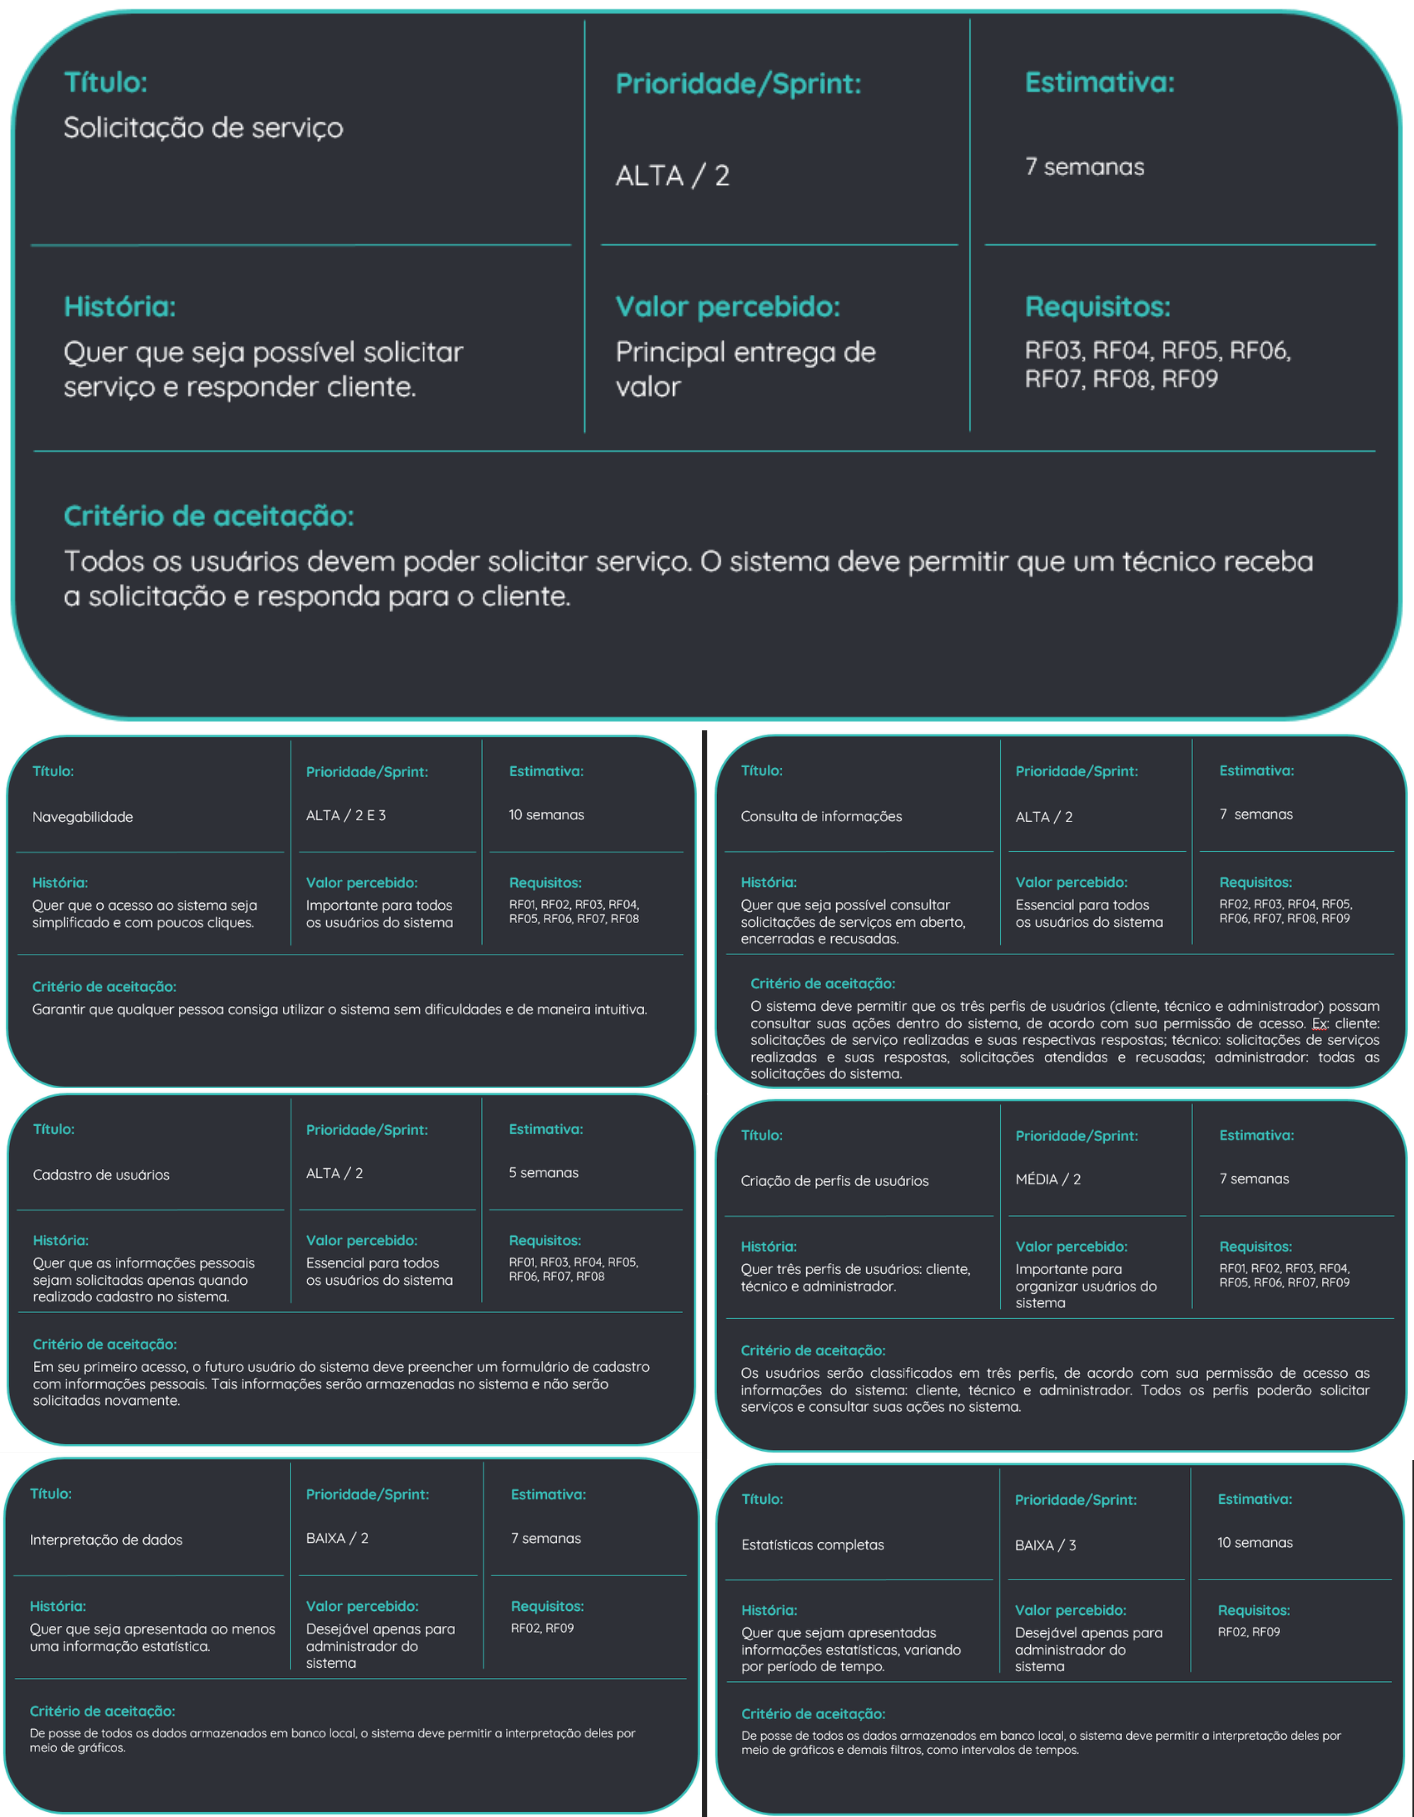 Título:
Solicitação de serviço
Prioridade/Sprint:
ALTA / 2
Estimativa:
7 semanas
História:
Quer que seja possível solicitar
serviço e responder cliente.
Valor percebido:
Principal entrega de
valor
Requisitos:
RF03, RF04, RF05, RF06,
RF07, RF08, RF09
Critério de aceitação:
Todos os usuários devem poder solicitar serviço. O sistema deve permitir que um técnico receba
a solicitação e responda para o cliente.
Título:
Navegabilidade
Prioridade/Sprint:
ALTA / 2 E 3
Estimativa:
10 semanas
História:
Quer que o acesso ao sistema seja
simplificado e com poucos cliques.
Valor percebido:
Importante para todos
os usuários do sistema
Requisitos:
RF01, RF02, RF03, RF04,
RF05, RF06, RF07, RF08
Critério de aceitação:
Garantir que qualquer pessoa consiga utilizar o sistema sem dificuldades e de maneira intuitiva.
Título:
Consulta de informações
Prioridade/Sprint:
ALTA / 2
Estimativa:
7 semanas
História:
Quer que seja possível consultar
solicitações de serviços em aberto,
encerradas e recusadas.
Valor percebido:
Essencial para todos
os usuários do sistema
Requisitos:
RF02, RF03, RF04, RF05,
RF06, RF07, RF08, RF09
Critério de aceitação:
O sistema deve permitir que os três perfis de usuários (cliente, técnico e administrador) possam
consultar suas ações dentro do sistema, de acordo com sua permissão de acesso. Ex: cliente:
solicitações de serviço realizadas e suas respectivas respostas; técnico: solicitações de serviços
realizadas e suas respostas, solicitações atendidas e recusadas; administrador: todas as
solicitações do sistema.
Título:
Cadastro de usuários
Prioridade/Sprint:
ALTA / 2
Estimativa:
5 semanas
História:
Quer que as informações pessoais
sejam solicitadas apenas quando
realizado cadastro no sistema.
Valor percebido:
Essencial para todos
os usuários do sistema
Requisitos:
RF01, RF03, RF04, RF05,
RF06, RF07, RF08
Critério de aceitação:
Em seu primeiro acesso, o futuro usuário do sistema deve preencher um formulário de cadastro
com informações pessoais. Tais informações serão armazenadas no sistema e não serão
solicitadas novamente.
Título:
Criação de perfis de usuários
Prioridade/Sprint:
MÉDIA / 2
Estimativa:
7 semanas
História:
Quer três perfis de usuários: cliente,
técnico e administrador.
Valor percebido:
Importante para
organizar usuários do
sistema
Requisitos:
RF01, RF02, RF03, RF04,
RF05, RF06, RF07, RF09
Critério de aceitação:
Os usuários serão classificados em três perfis, de acordo com sua permissão de acesso as
informações do sistema: cliente, técnico e administrador. Todos os perfis poderão solicitar
serviços e consultar suas ações no sistema.
Título:
Interpretação de dados
Prioridade/Sprint:
BAIXA / 2
Estimativa:
7 semanas
História:
Quer que seja apresentada ao menos
uma informação estatística.
Valor percebido:
Desejável apenas para
administrador do
sistema
Requisitos:
RF02, RF09
Critério de aceitação:
De posse de todos os dados armazenados em banco local, o sistema deve permitir a interpretação deles por
meio de gráficos.
Título:
Estatísticas completas
Prioridade/Sprint:
BAIXA / 3
Estimativa:
10 semanas
História:
Quer que sejam apresentadas
informações estatísticas, variando
por período de tempo.
Valor percebido:
Desejável apenas para
administrador do
sistema
Requisitos:
RF02, RF09
Critério de aceitação:
De posse de todos os dados armazenados em banco local, o sistema deve permitir a interpretação deles por
meio de gráficos e demais filtros, como intervalos de tempos.